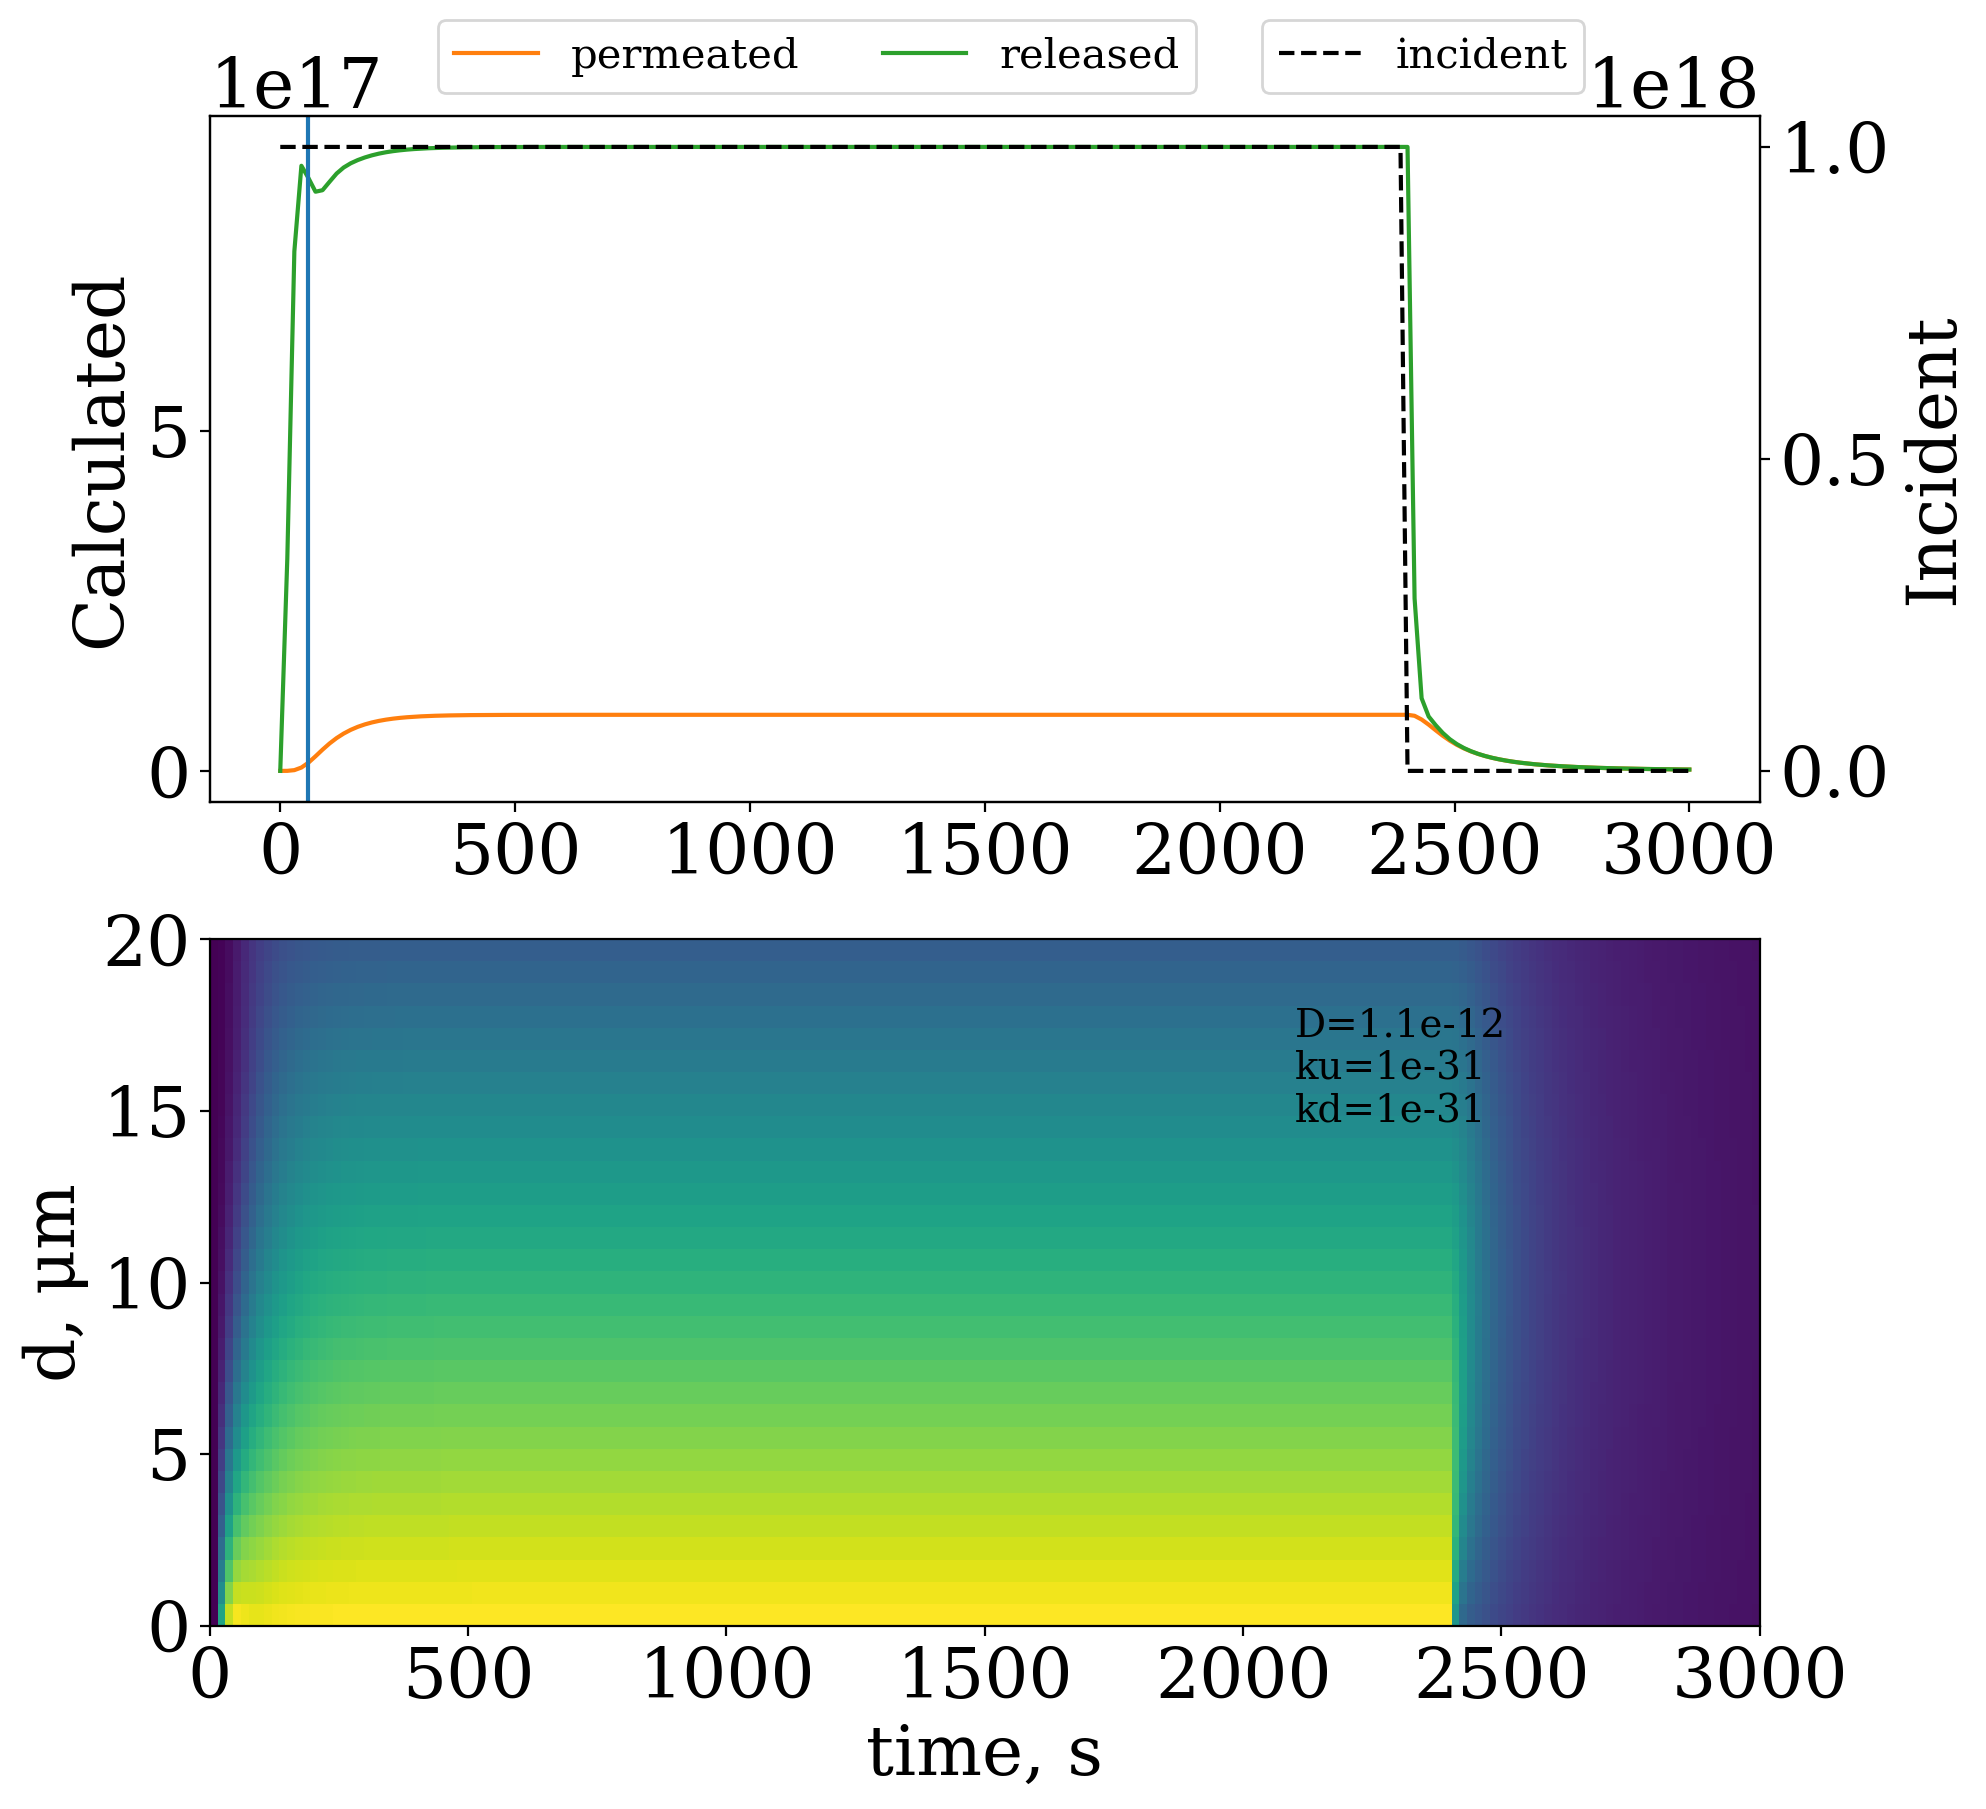 permeated
released
incident
1e17
1e18
Calculated
5
0
1.0
0.5
0.0
Incident
0 500 1000 1500 2000 2500 3000
d, μm
20
15
10
5
0
D=1.1e-12
ku=1e-31
kd=1e-31
0 500 1000 1500 2000 2500 3000
time, s